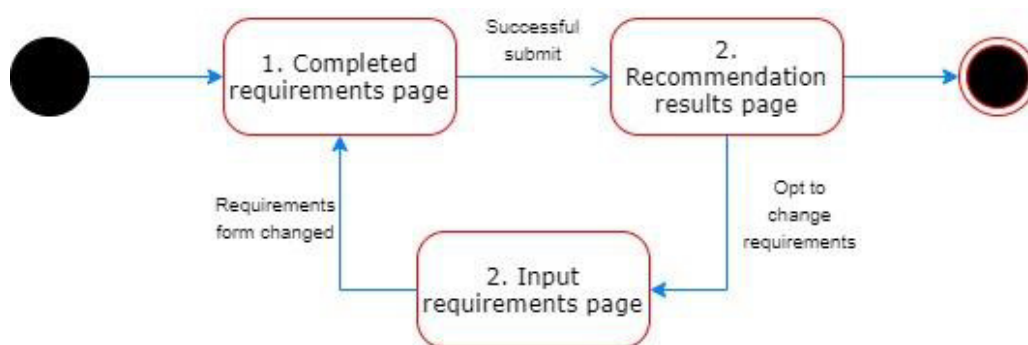 1. Completed
requirements page
Successful
submit
2.
Recommendation
results page
Requirements
form changed
Opt to
change
requirements
2. Input
requirements page